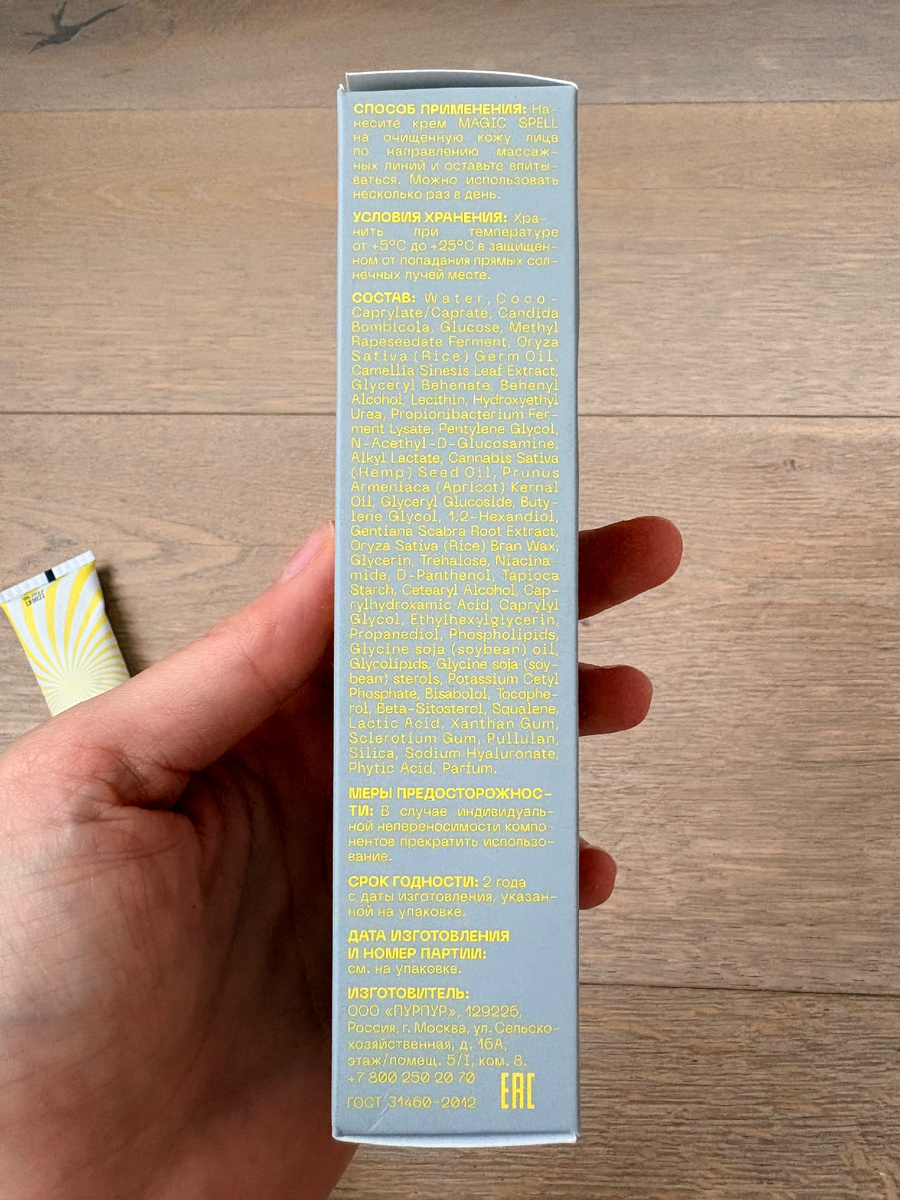 СПОСОБ ПРИМЕНЕНИЯ: На-
несите крем MAGIC SPELL
на очищенную кожу лица
по направлению массаж-
ных линий и оставьте впиты-
ваться. Можно использовать
несколько раз в день.
УСЛОВИЯ ХРАНЕНИЯ: Хра-
нить при температуре
от +5°C до +25°C в защищен-
ном от попадания прямых сол-
нечных лучей месте.
СОСТАВ: Water, Coco-
Caprylate/Caprate, Candida
Bombicola, Glucose, Methyl
Rapeseedate Ferment, Oryza
Sativa (Rice) Germ Oil,
Camellia Sinesis Leaf Extract,
Glyceryl Behenate, Behenyl
Alcohol, Lecithin, Hydroxyethyl
Urea, Propionibacterium Fer-
ment Lysate, Pentylene Glycol,
N-Acethyl-D-Glucosamine,
Alkyl Lactate, Cannabis Sativa
(Hemp) Seed Oil, Prunus
Armeniaca (Apricot) Kernal
Oil, Glyceryl Glucoside, Buty-
lene Glycol, 1,2-Hexandiol,
Gentiana Scabra Root Extract,
Oryza Sativa (Rice) Bran Wax,
Glycerin, Trehalose, Niacina-
mide, D-Panthenol, Tapioca
Starch, Cetearyl Alcohol, Cap-
rylhydroxamic Acid, Caprylyl
Glycol, Ethylhexylglycerin,
Propanediol, Phospholipids,
Glycine soja (soybean) oil,
Glycolipids, Glycine soja (soy-
bean) sterols, Potassium Cetyl
Phosphate, Bisabolol, Tocophe-
rol, Beta-Sitosterol, Squalene,
Lactic Acid, Xanthan Gum,
Sclerotium Gum, Pullulan,
Silica, Sodium Hyaluronate,
Phytic Acid, Parfum.
МЕРЫ ПРЕДОСТОРОЖНОС-
ТИ: В случае индивидуаль-
ной непереносимости компо-
нентов прекратить использо-
вание.
СРОК ГОДНОСТИ: 2 года
с даты изготовления, указан-
ной на упаковке.
ДАТА ИЗГОТОВЛЕНИЯ
И НОМЕР ПАРТИИ:
см. на упаковке.
ИЗГОТОВИТЕЛЬ:
ООО «ПУРПУР», 129226,
Россия, г. Москва, ул. Сельско-
хозяйственная, д. 16А,
этаж/помещ. 5/I, ком. 8.
+7 800 250 20 70
ГОСТ 31460-2012 EAC